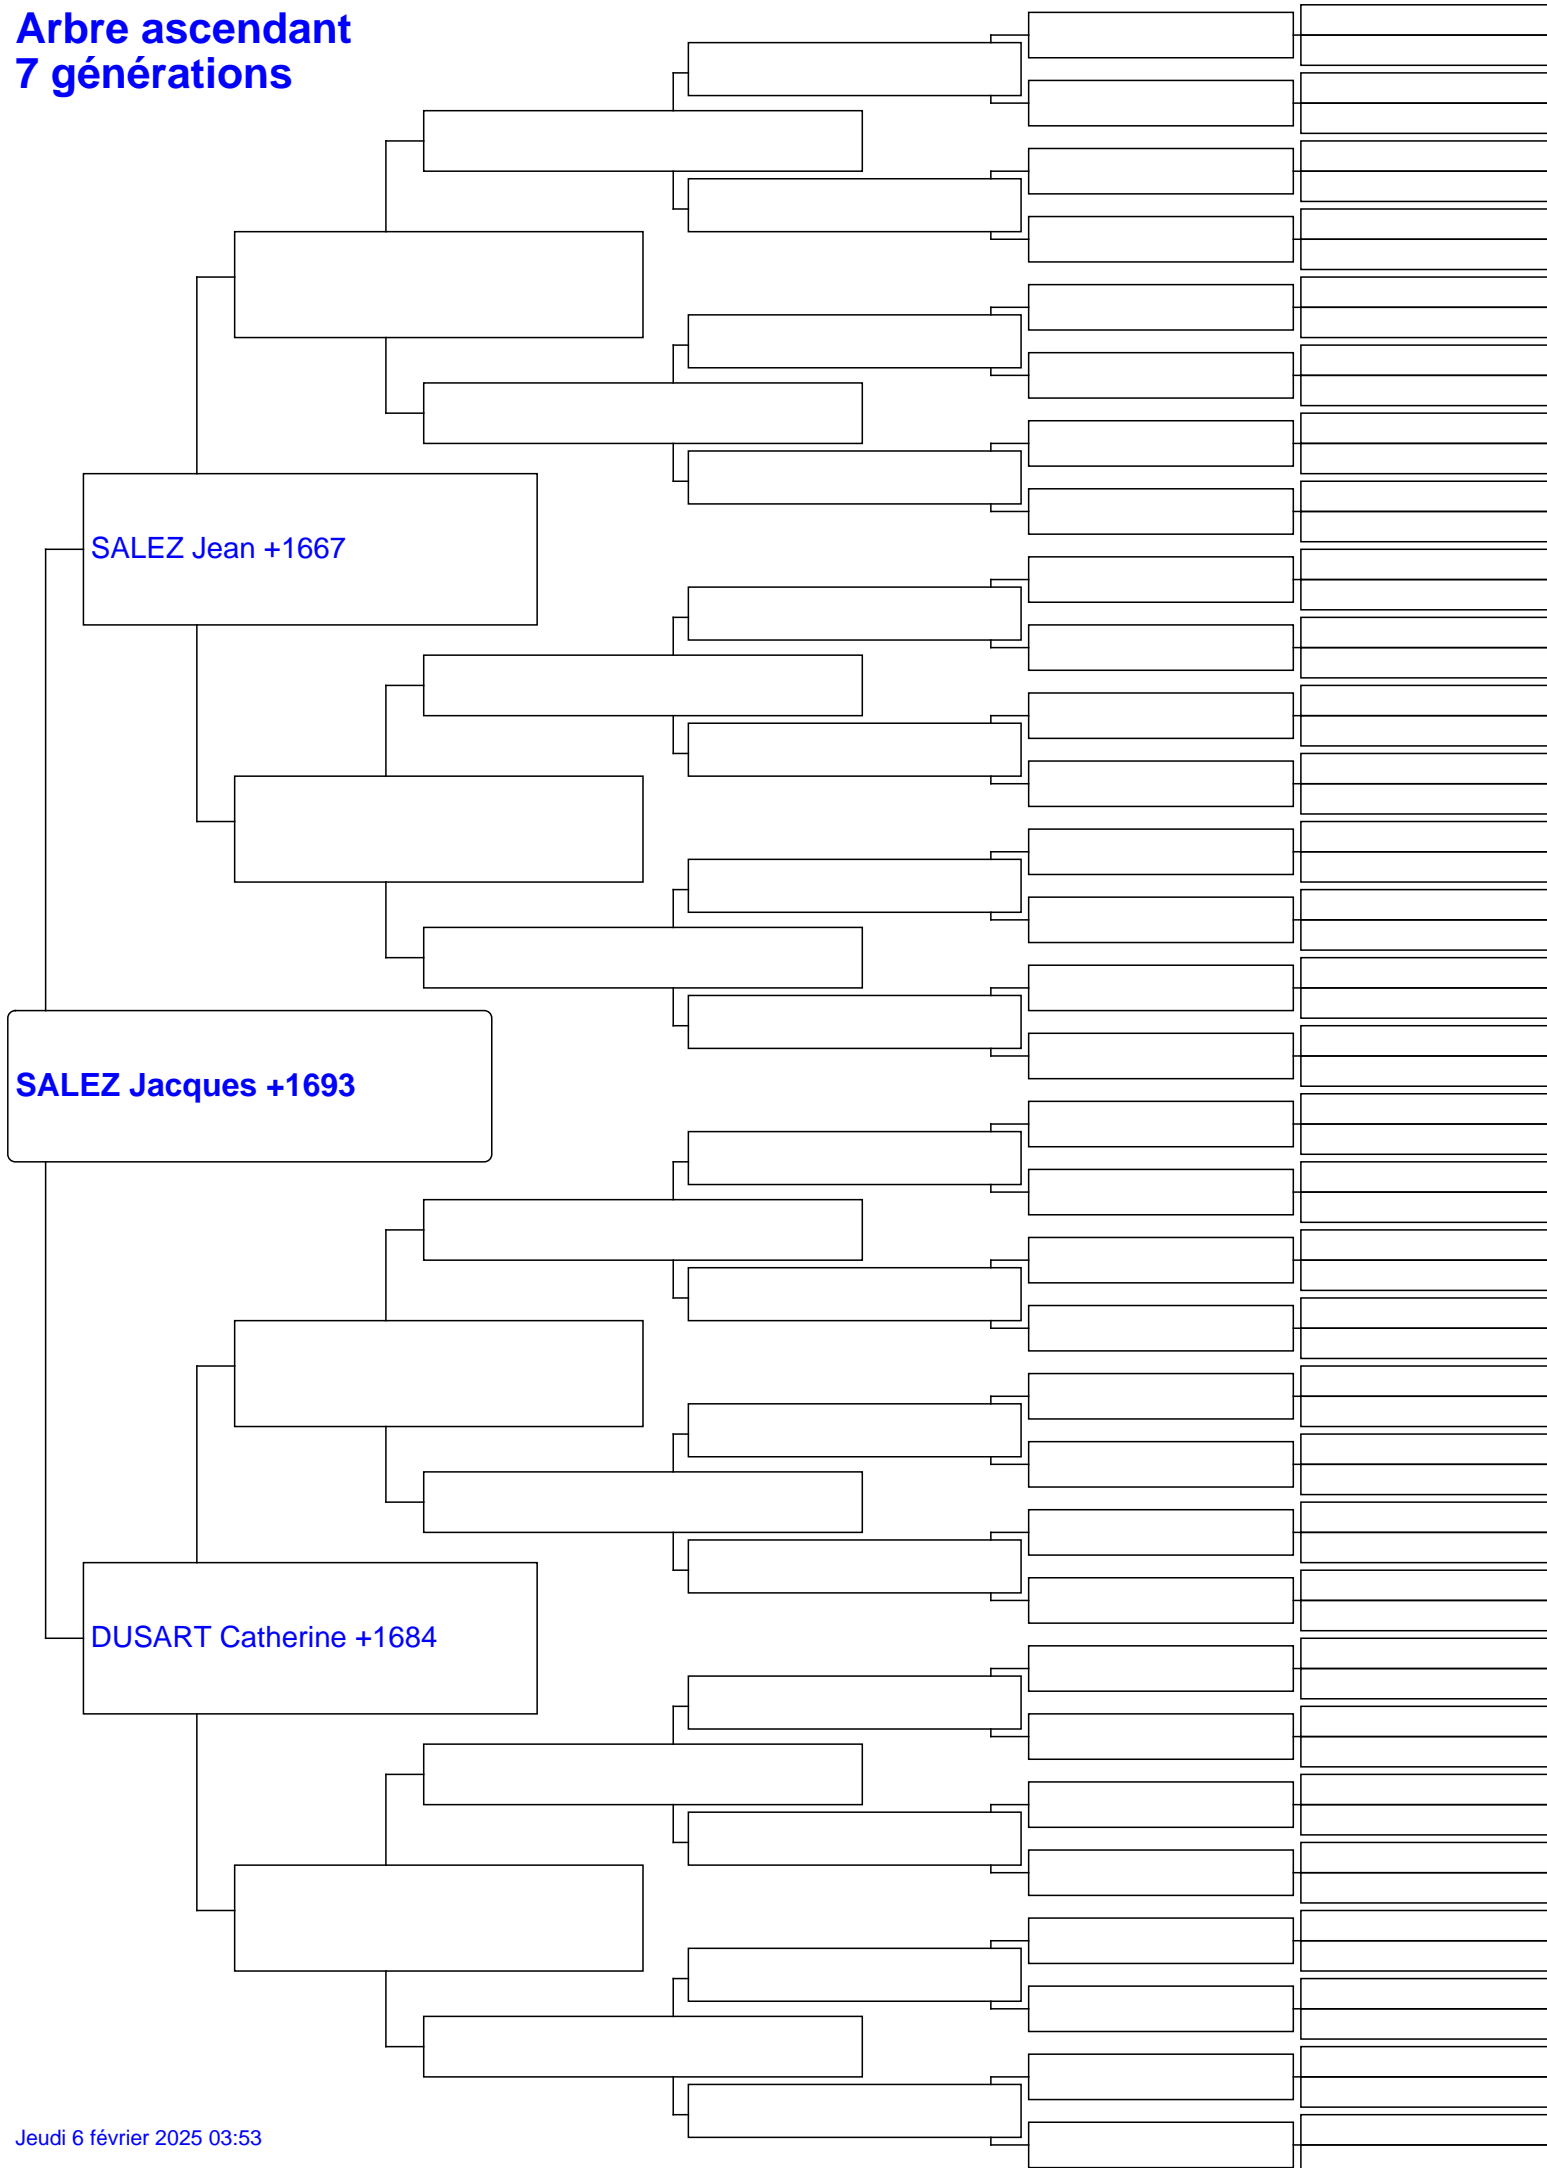 Arbre ascendant
7 générations
SALEZ Jean +1667
SALEZ Jacques +1693
DUSART Catherine +1684
Jeudi 6 février 2025 03:53